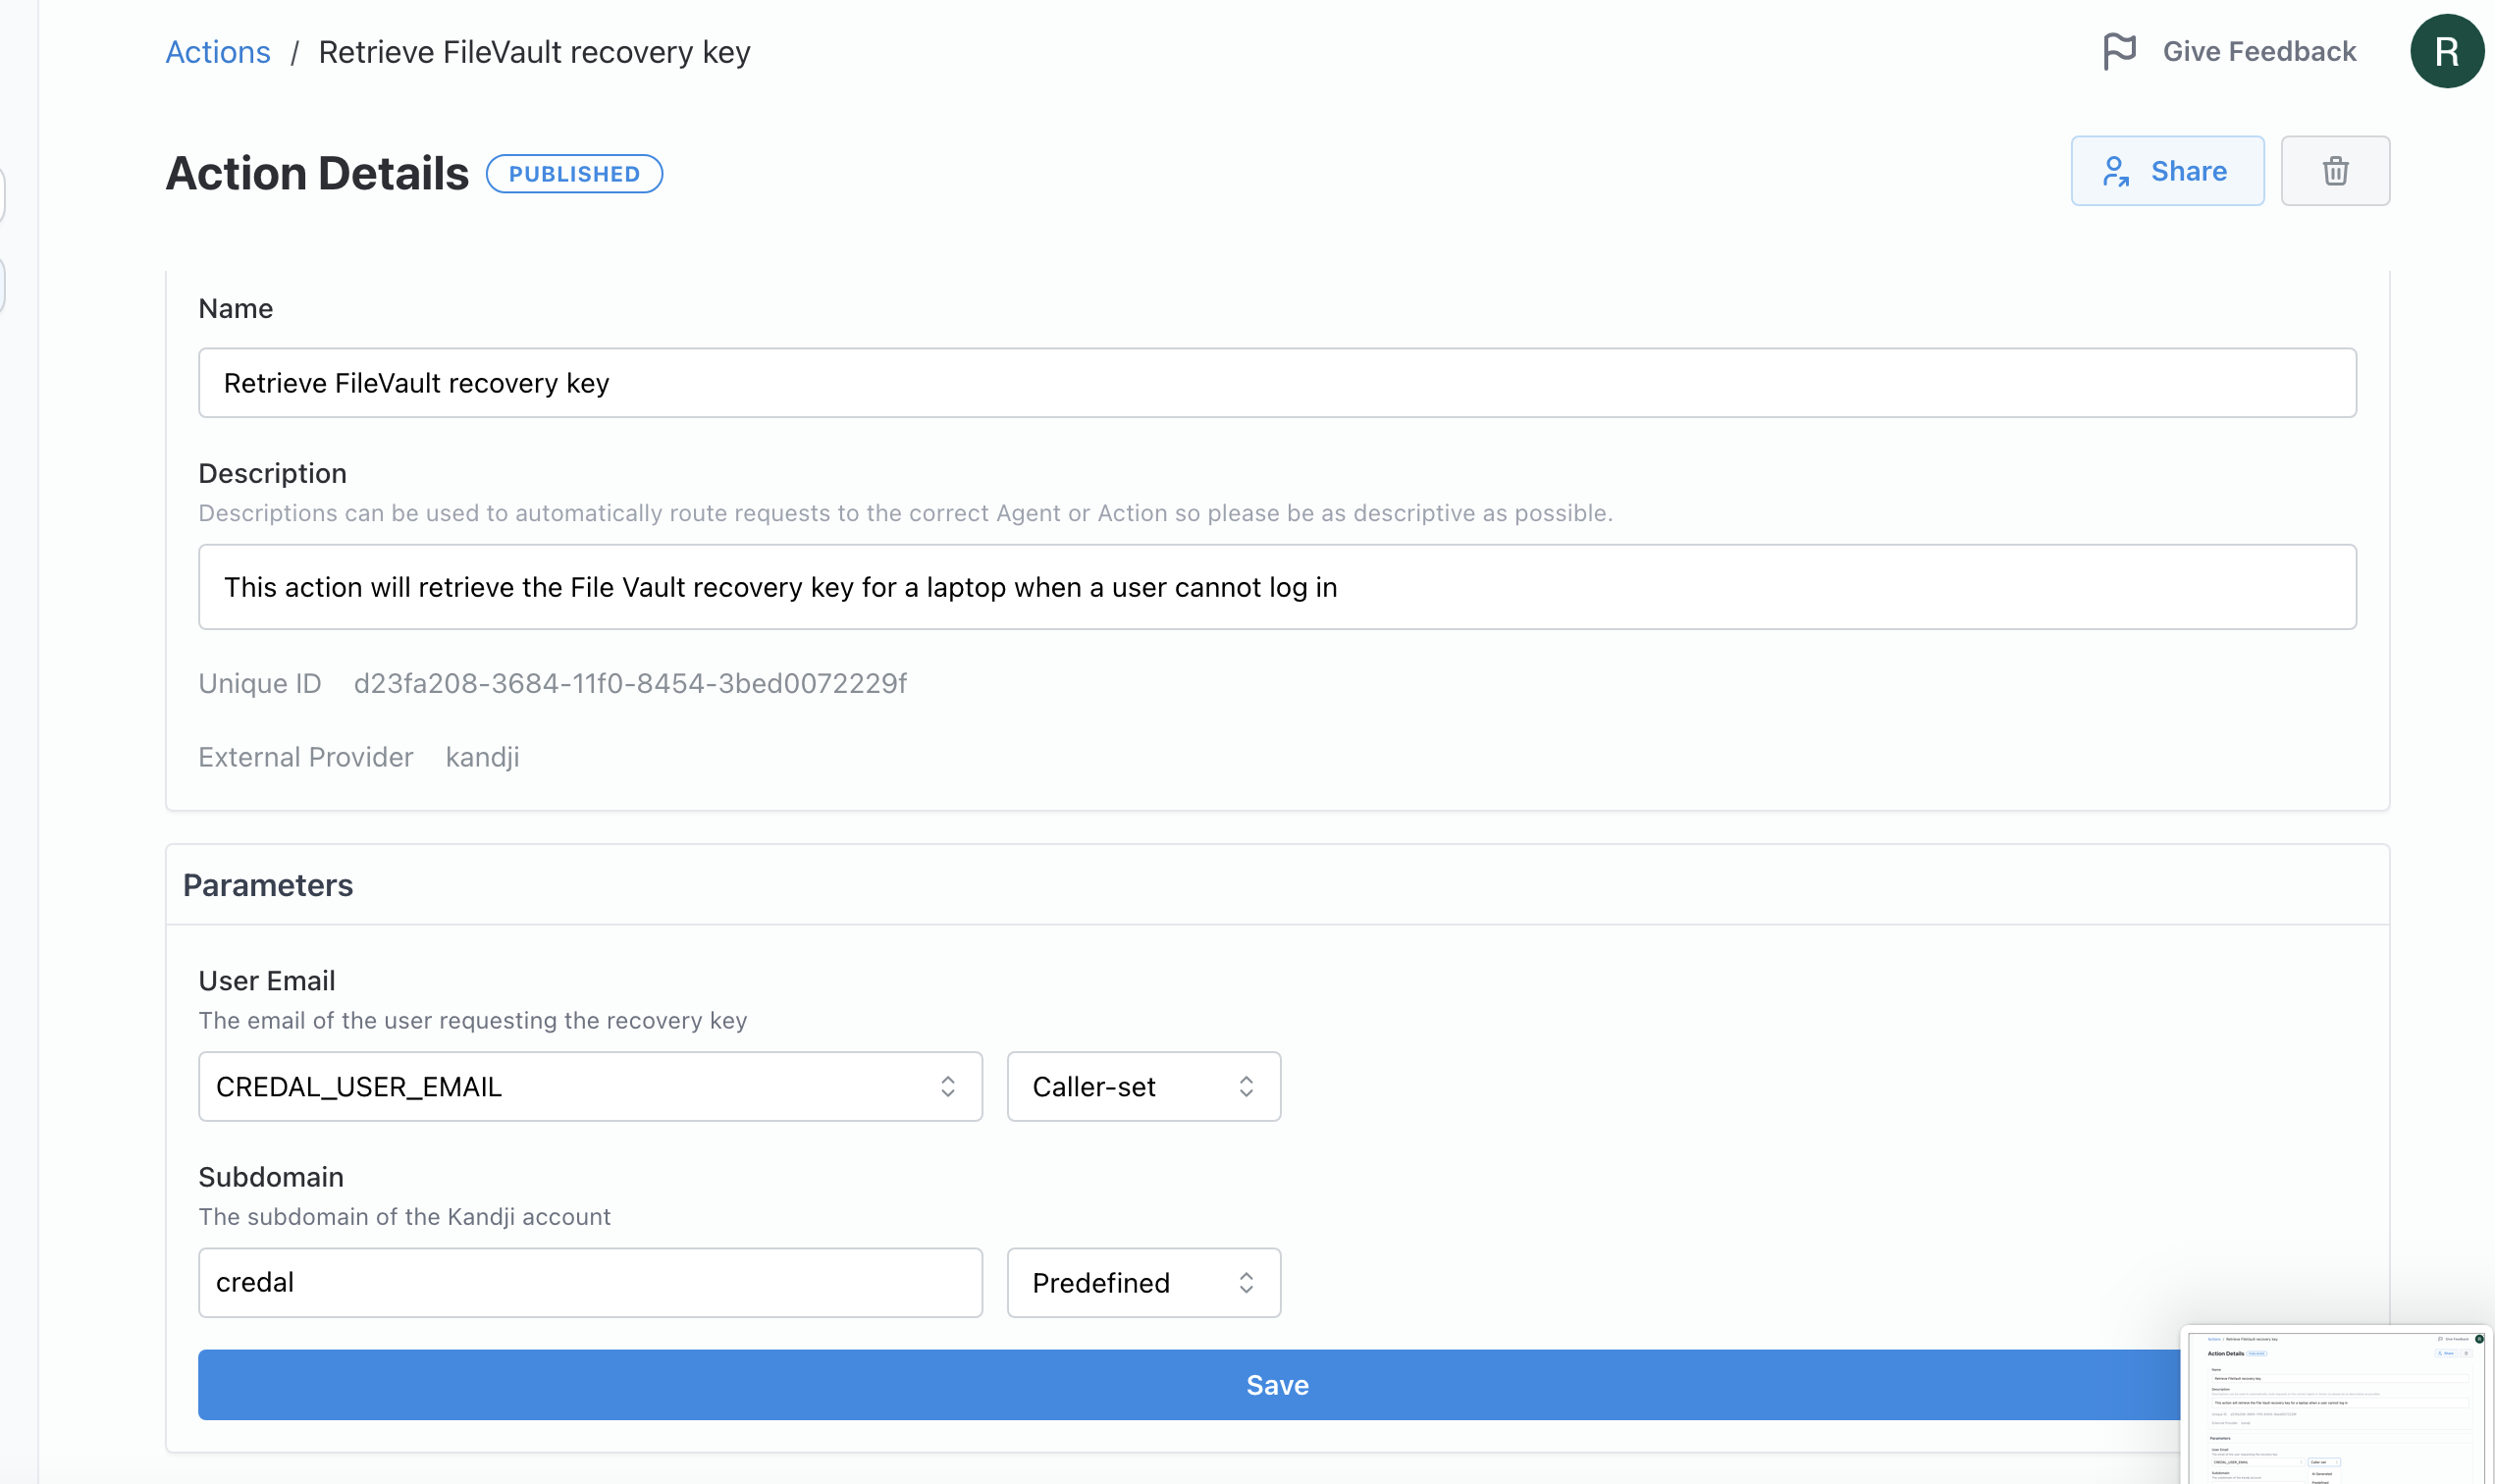 Actions / Retrieve FileVault recovery key
Give Feedback
R
Action Details
PUBLISHED
Share
Name
Retrieve FileVault recovery key
Description
Descriptions can be used to automatically route requests to the correct Agent or Action so please be as descriptive as possible.
This action will retrieve the File Vault recovery key for a laptop when a user cannot log in
Unique ID d23fa208-3684-11f0-8454-3bed0072229f
External Provider kandji
Parameters
User Email
The email of the user requesting the recovery key
CREDAL_USER_EMAIL
Caller-set
Subdomain
The subdomain of the Kandji account
credal
Predefined
Save
Action Details